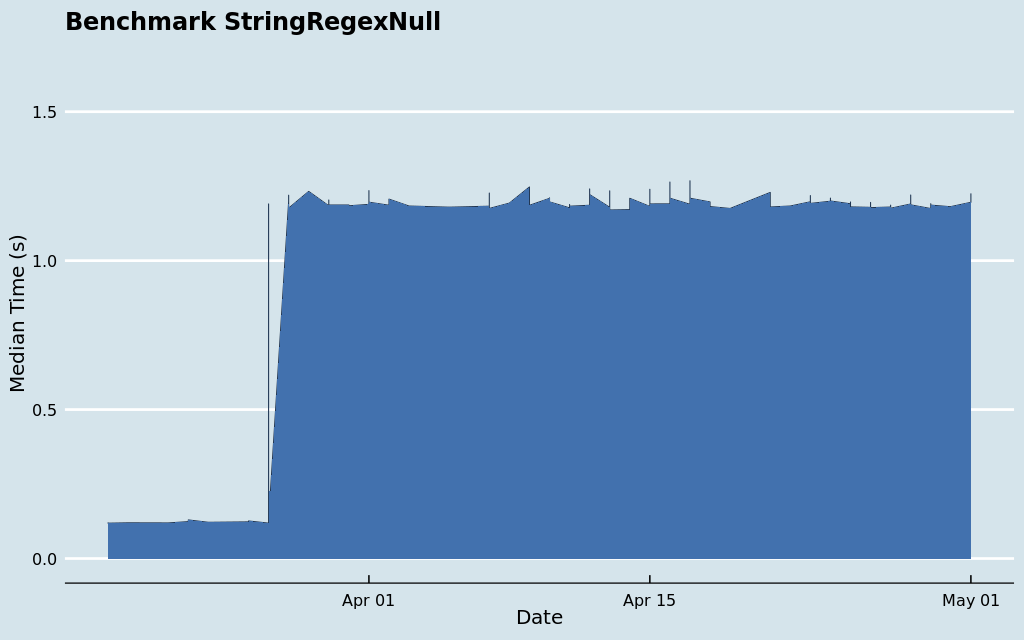 Benchmark StringRegexNull
1.5
1.0
0.5
0.0
Median Time (s)
Apr 01
Apr 15
May 01
Date